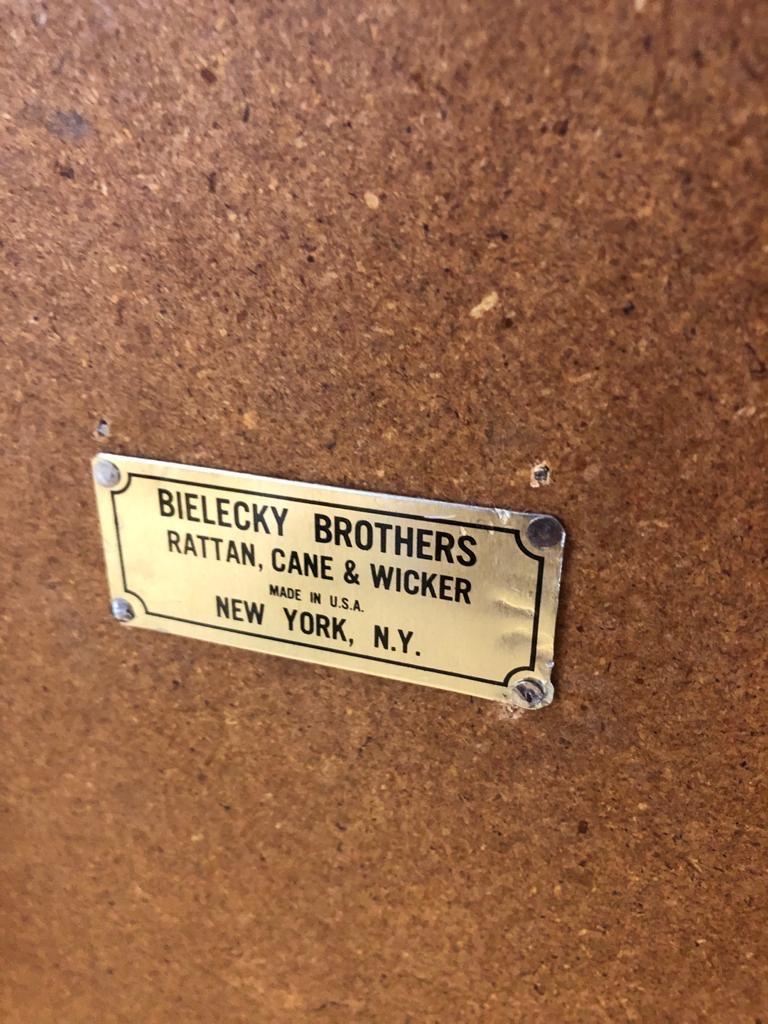 BIELECKY BROTHERS
RATTAN, CANE & WICKER
MADE IN U.S.A.
NEW YORK, N.Y.